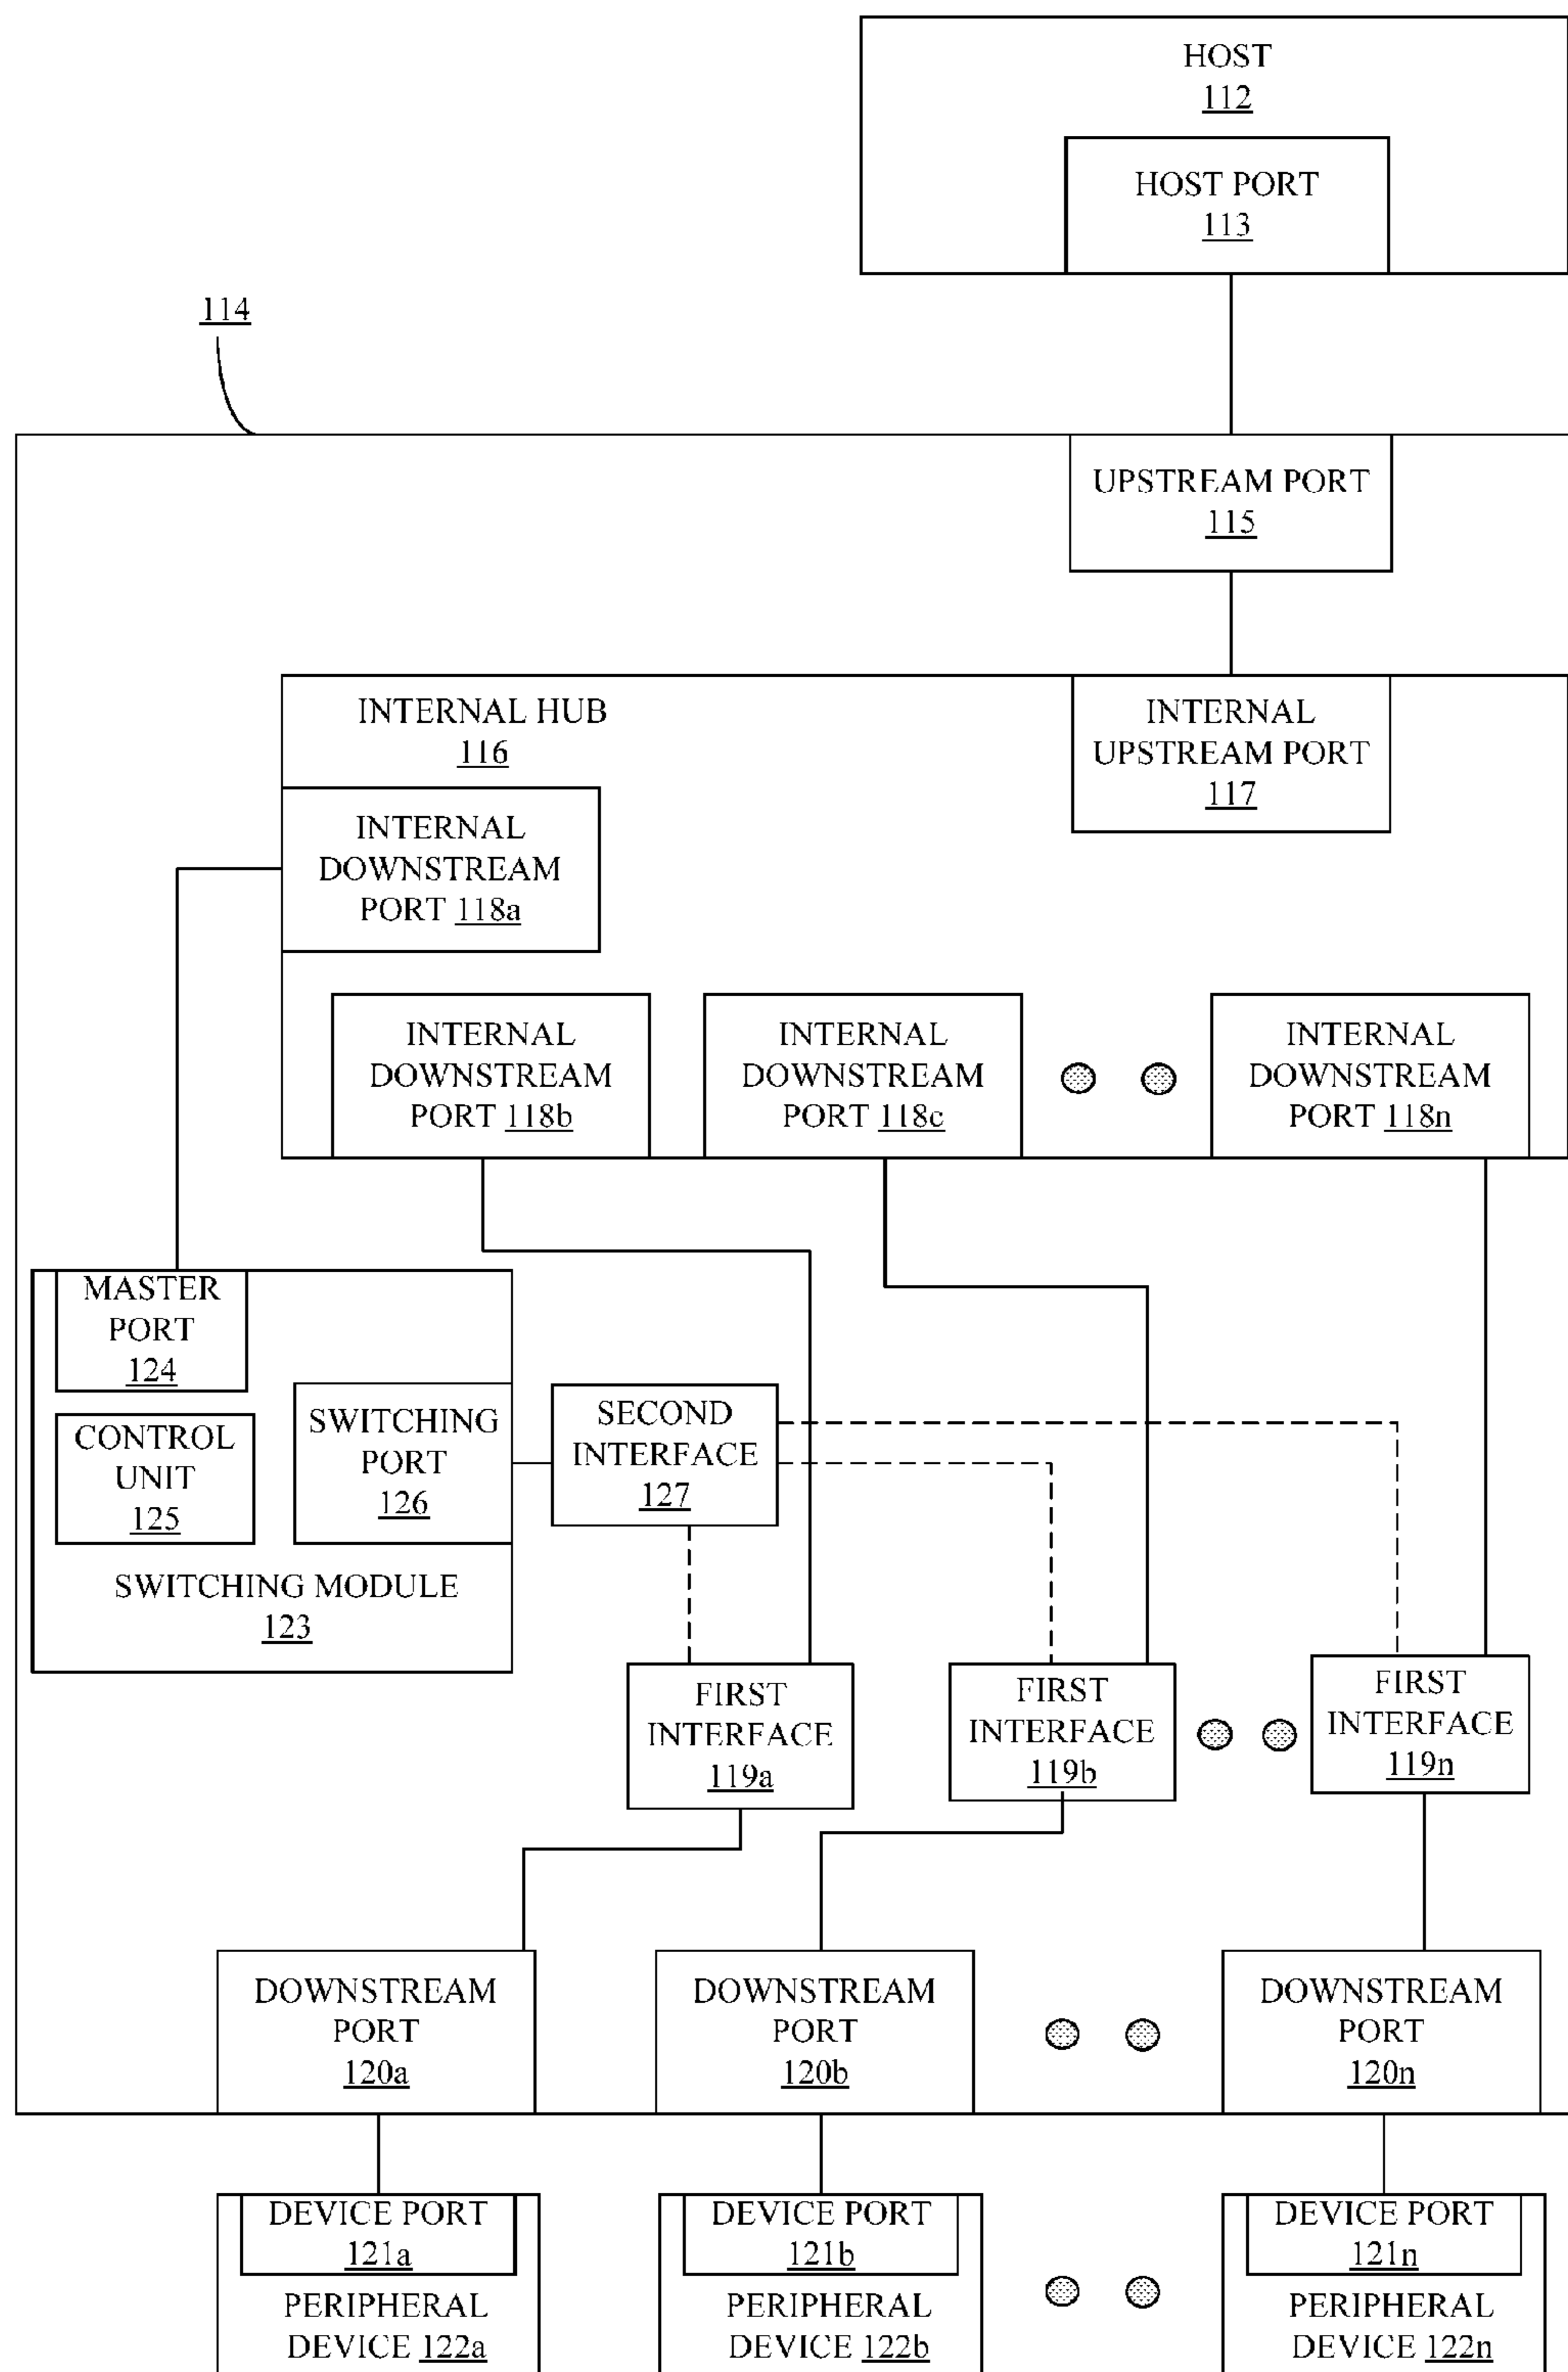 HOST
112
HOST PORT
113
114
UPSTREAM PORT
115
INTERNAL HUB
116
INTERNAL
UPSTREAM PORT
117
INTERNAL
DOWNSTREAM
PORT 118a
INTERNAL
DOWNSTREAM
PORT 118b
INTERNAL
DOWNSTREAM
PORT 118c
INTERNAL
DOWNSTREAM
PORT 118n
MASTER
PORT
124
CONTROL
UNIT
125
SWITCHING
PORT
126
SWITCHING MODULE
123
SECOND
INTERFACE
127
FIRST
INTERFACE
119a
FIRST
INTERFACE
119b
FIRST
INTERFACE
119n
DOWNSTREAM
PORT
120a
DOWNSTREAM
PORT
120b
DOWNSTREAM
PORT
120n
DEVICE PORT
121a
PERIPHERAL
DEVICE 122a
DEVICE PORT
121b
PERIPHERAL
DEVICE 122b
DEVICE PORT
121n
PERIPHERAL
DEVICE 122n